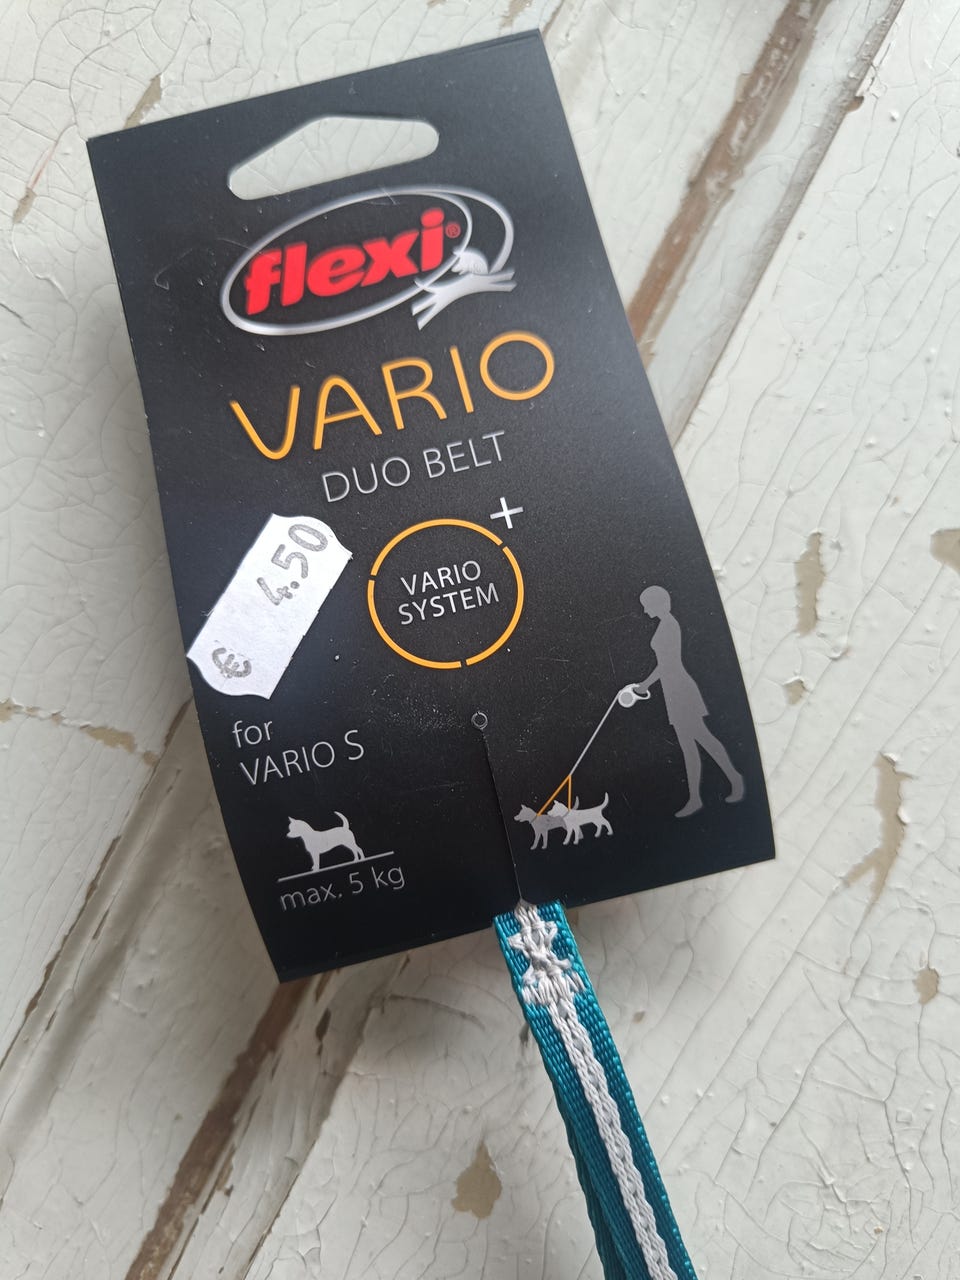 flexi®
VARIO
DUO BELT
+
VARIO
SYSTEM
4.50
€
for
VARIO S
max. 5 kg